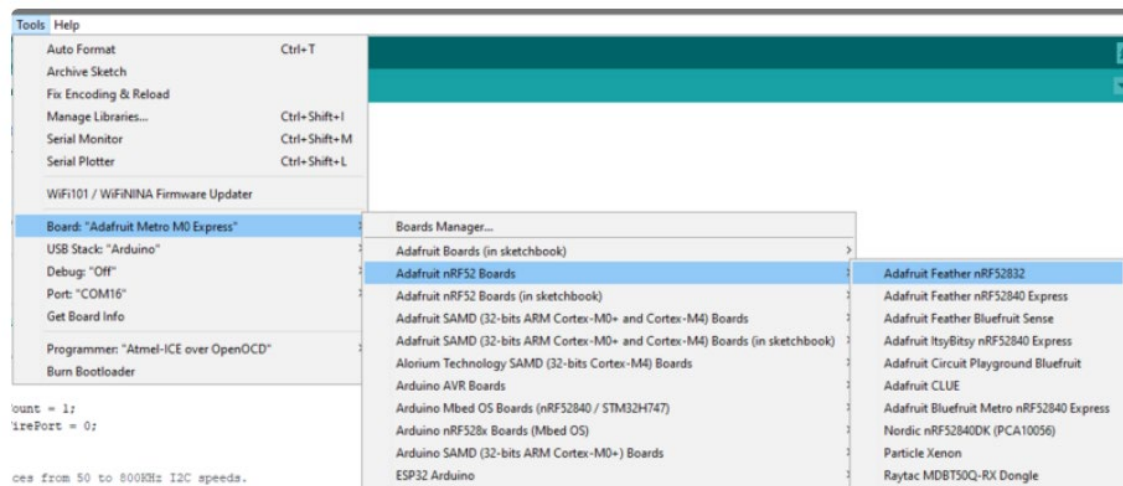 Tools Help
Auto Format Ctrl+T
Archive Sketch
Fix Encoding & Reload
Manage Libraries... Ctrl+Shift+I
Serial Monitor Ctrl+Shift+M
Serial Plotter Ctrl+Shift+L
WiFi101 / WiFiNINA Firmware Updater
Board: "Adafruit Metro M0 Express"
USB Stack: "Arduino"
Debug: "Off"
Port: "COM16"
Get Board Info
Programmer: "Atmel-ICE over OpenOCD"
Burn Bootloader
Boards Manager...
Adafruit Boards (in sketchbook)
Adafruit nRF52 Boards
Adafruit nRF52 Boards (in sketchbook)
Adafruit SAMD (32-bits ARM Cortex-M0+ and Cortex-M4) Boards
Adafruit SAMD (32-bits ARM Cortex-M0+ and Cortex-M4) Boards (in sketchbook)
Alorium Technology SAMD (32-bits Cortex-M4) Boards
Arduino AVR Boards
Arduino Mbed OS Boards (nRF52840 / STM32H747)
Arduino nRF528x Boards (Mbed OS)
Arduino SAMD (32-bits ARM Cortex-M0+) Boards
ESP32 Arduino
Adafruit Feather nRF52832
Adafruit Feather nRF52840 Express
Adafruit Feather Bluefruit Sense
Adafruit ItsyBitsy nRF52840 Express
Adafruit Circuit Playground Bluefruit
Adafruit CLUE
Adafruit Bluefruit Metro nRF52840 Express
Nordic nRF52840DK (PCA10056)
Particle Xenon
Raytac MDBT50Q-RX Dongle
ount = 1;
irePort = 0;
ces from 50 to 800KHz I2C speeds.